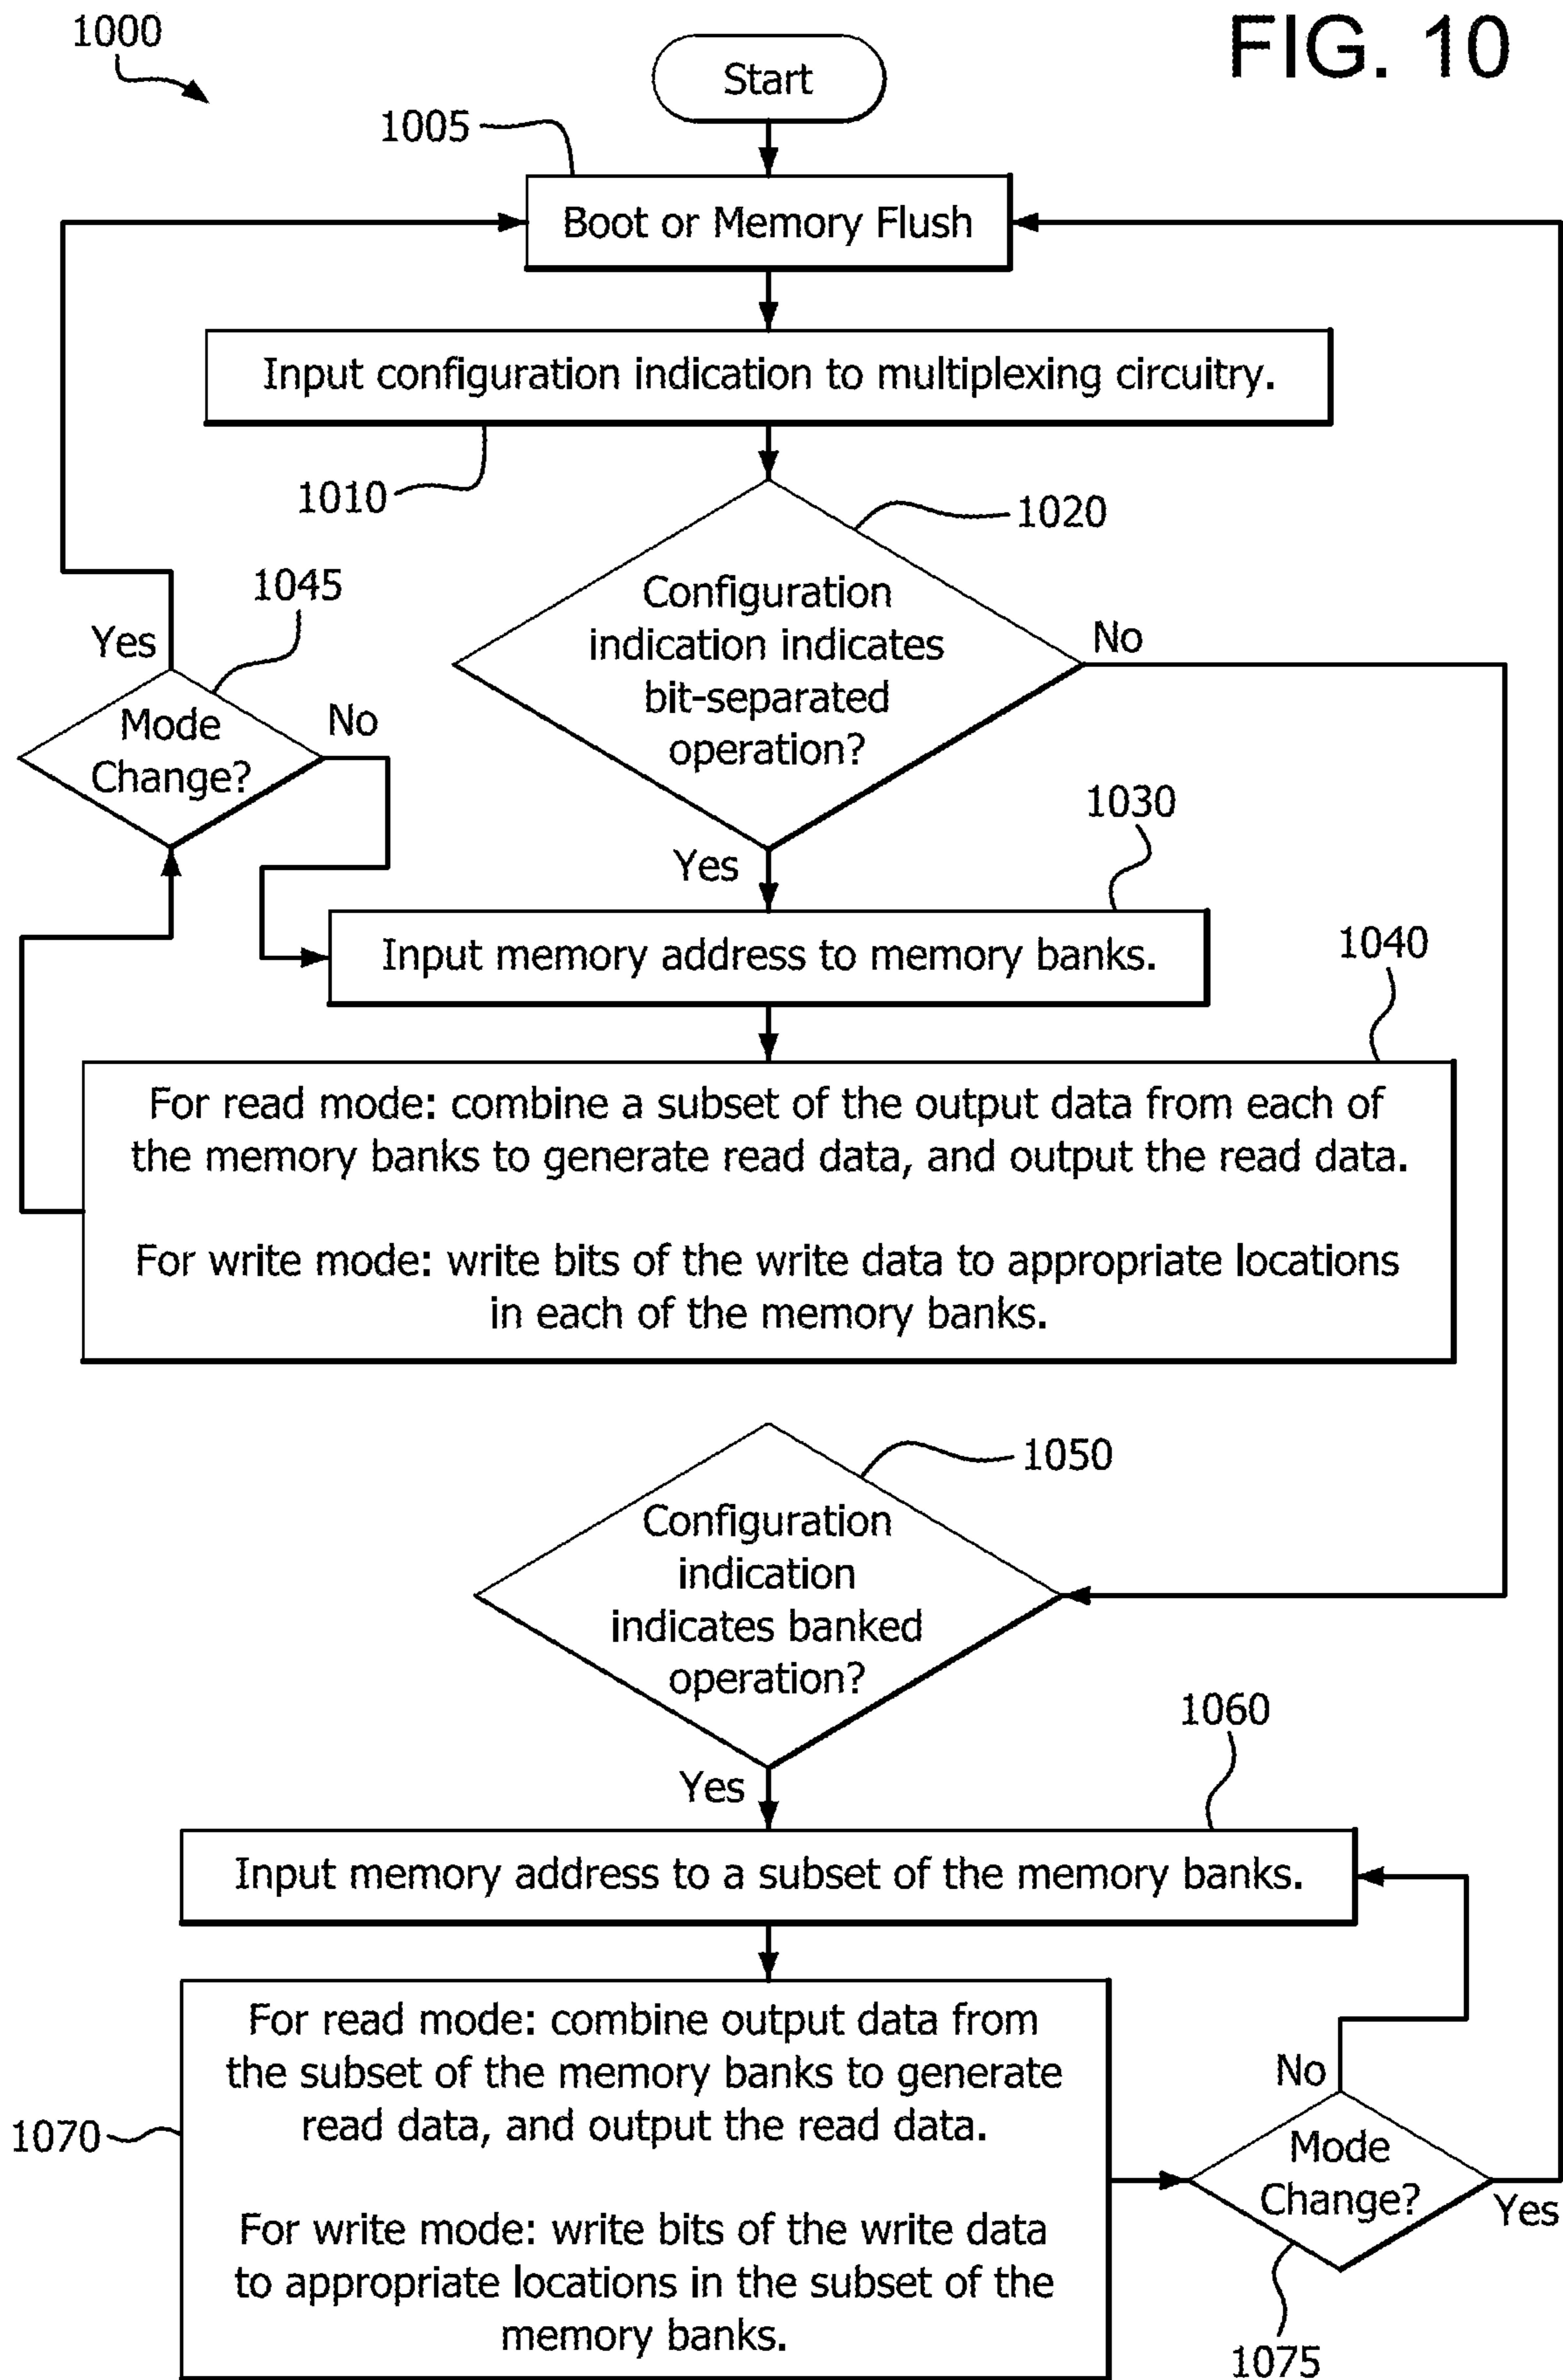 FIG. 10
1000
Start
1005
Boot or Memory Flush
Input configuration indication to multiplexing circuitry.
1010
1020
Configuration
indication indicates
bit-separated
operation?
No
Yes
1045
Yes
Mode
Change?
No
1030
Input memory address to memory banks.
1040
For read mode: combine a subset of the output data from each of
the memory banks to generate read data, and output the read data.
For write mode: write bits of the write data to appropriate locations
in each of the memory banks.
1050
Configuration
indication
indicates banked
operation?
Yes
1060
Input memory address to a subset of the memory banks.
1070
For read mode: combine output data from
the subset of the memory banks to generate
read data, and output the read data.
For write mode: write bits of the write data
to appropriate locations in the subset of the
memory banks.
No
Mode
Change?
Yes
1075